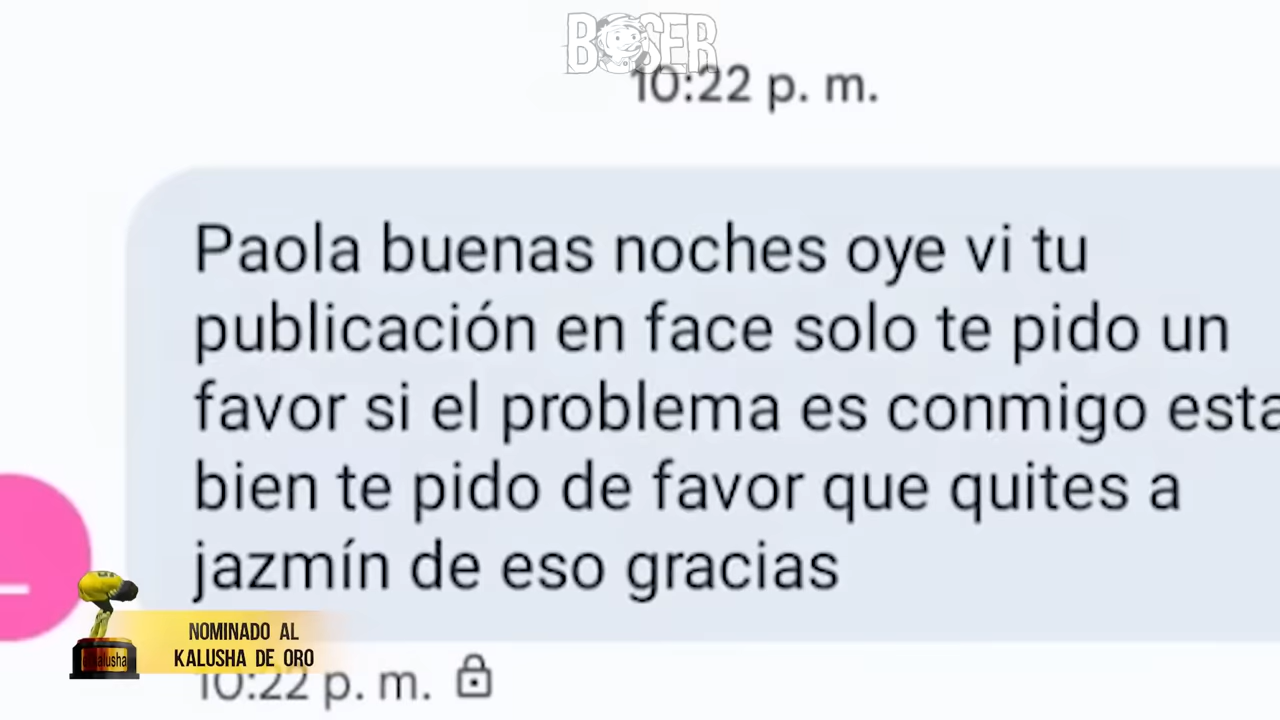 BOSER
10:22 p. m.
Paola buenas noches oye vi tu
publicación en face solo te pido un
favor si el problema es conmigo esta
bien te pido de favor que quites a
jazmín de eso gracias
NOMINADO AL
KALUSHA DE ORO
kalusha
10:22 p. m.